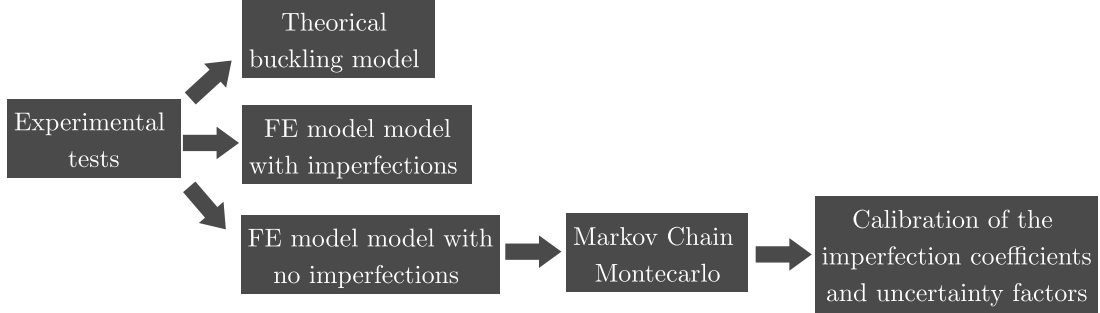 Theorical
buckling model
Experimental
tests
FE model model
with imperfections
FE model model with
no imperfections
Markov Chain
Montecarlo
Calibration of the
imperfection coefficients
and uncertainty factors